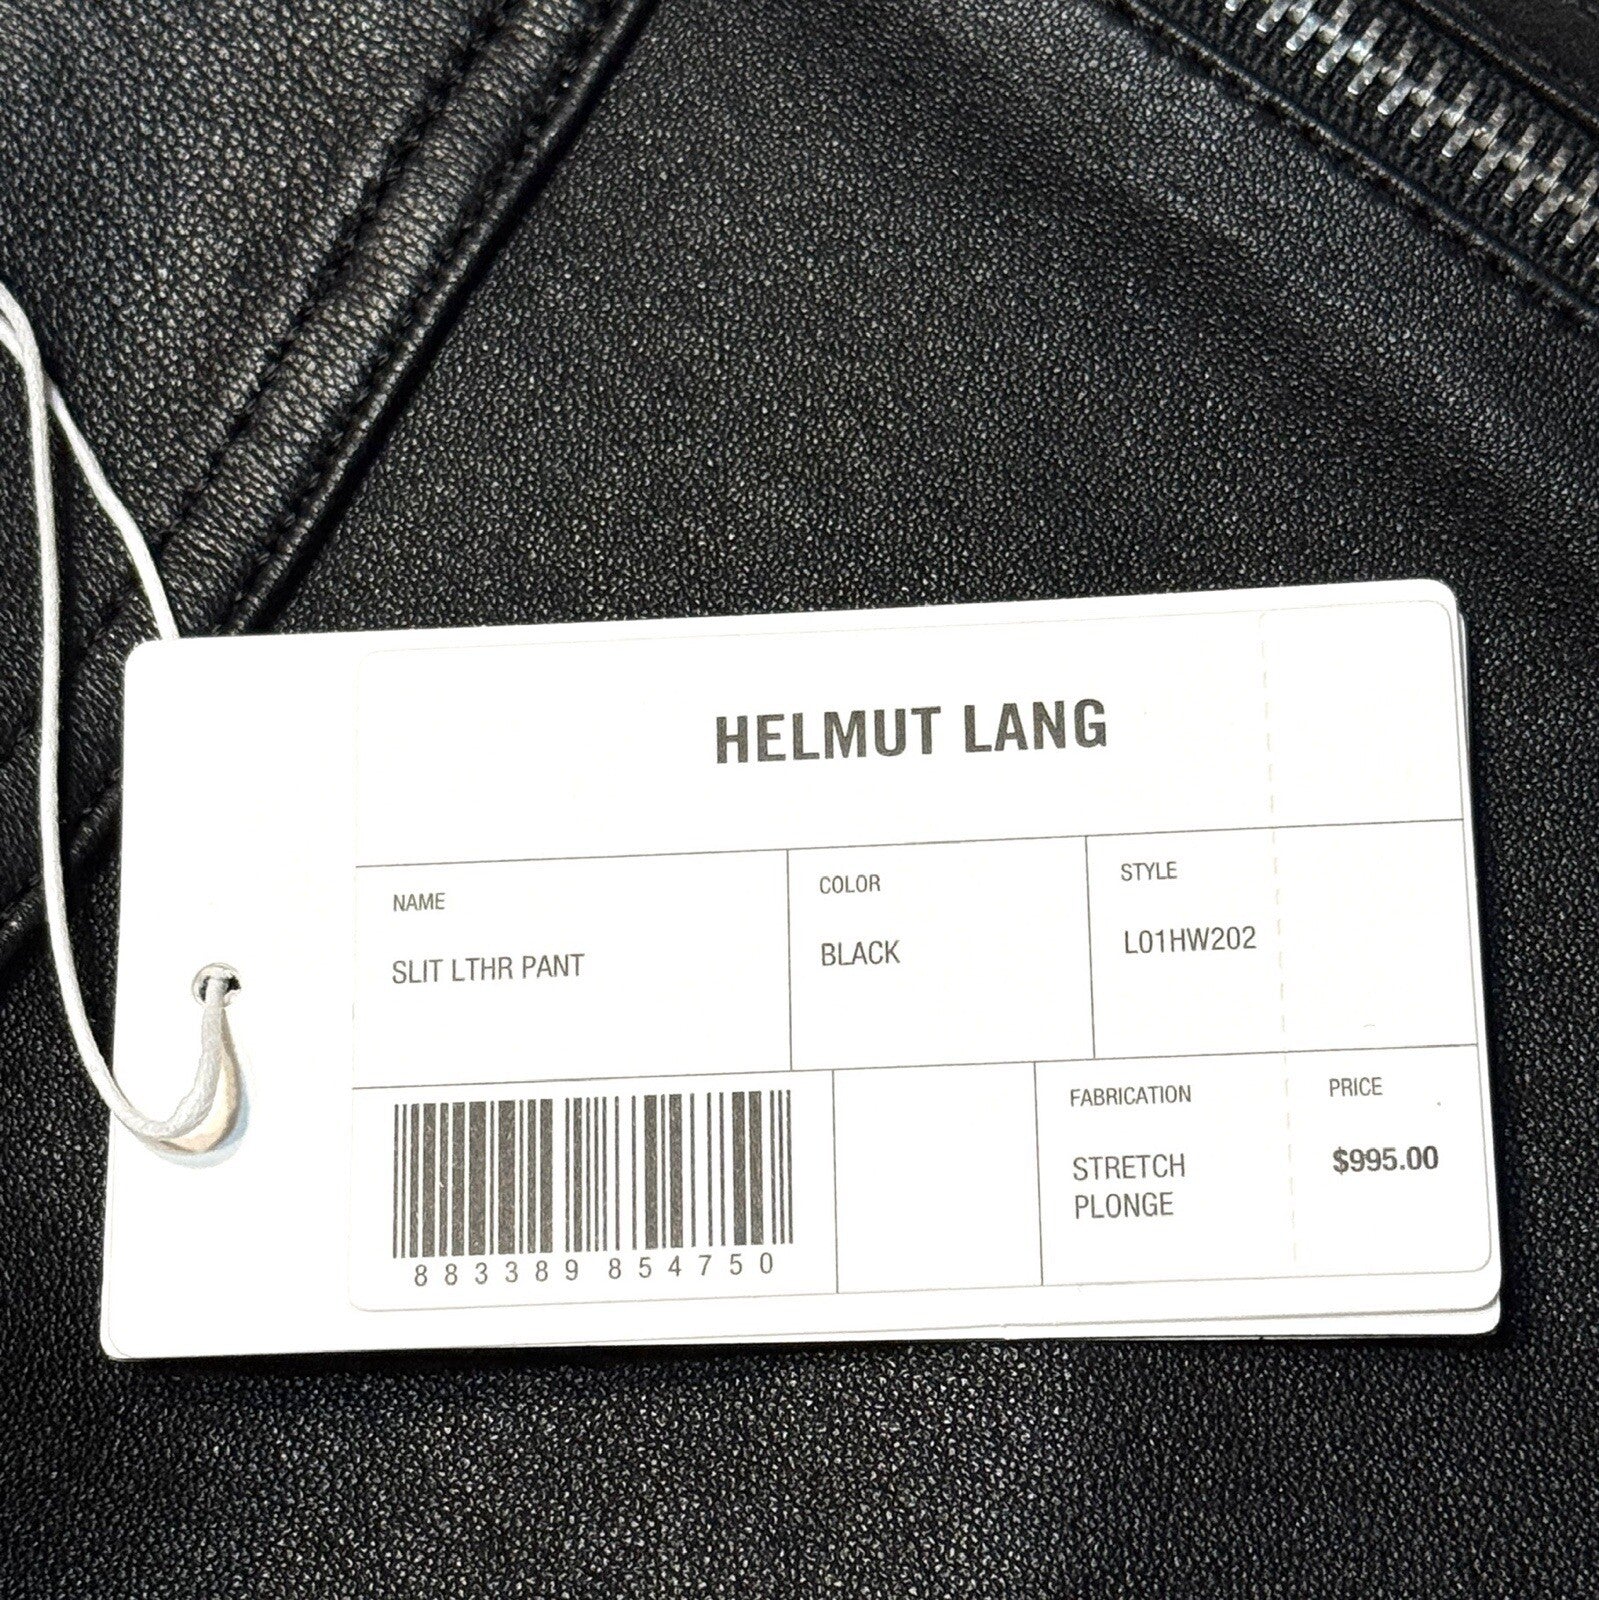 HELMUT LANG
NAME
SLIT LTHR PANT
COLOR
BLACK
STYLE
L01HW202
883389 854750
FABRICATION
STRETCH
PLONGE
PRICE
$995.00